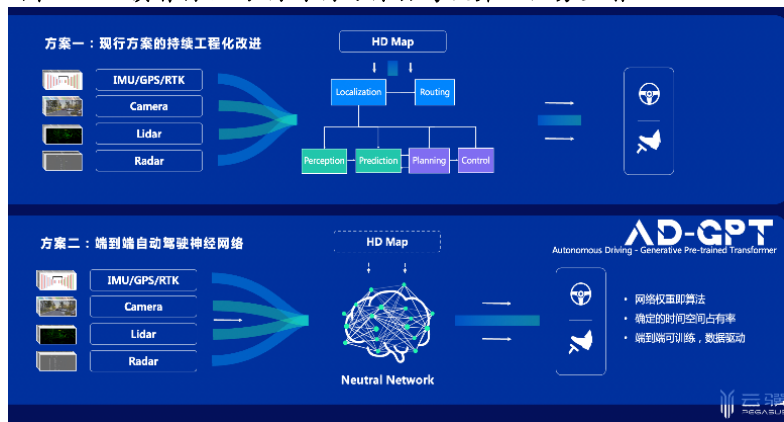 方案一：现行方案的持续工程化改进
HD Map
IMU/GPS/RTK
Camera
Lidar
Radar
Localization
Routing
Perception
Prediction
Planning
Control
方案二：端到端自动驾驶神经网络
HD Map
AD-GPT
Autonomous Driving - Generative Pre-trained Transformer
IMU/GPS/RTK
Camera
Lidar
Radar
Neutral Network
• 网络权重即算法
• 确定的时间空间占有率
• 端到端可训练，数据驱动
云骥
PEGASUS